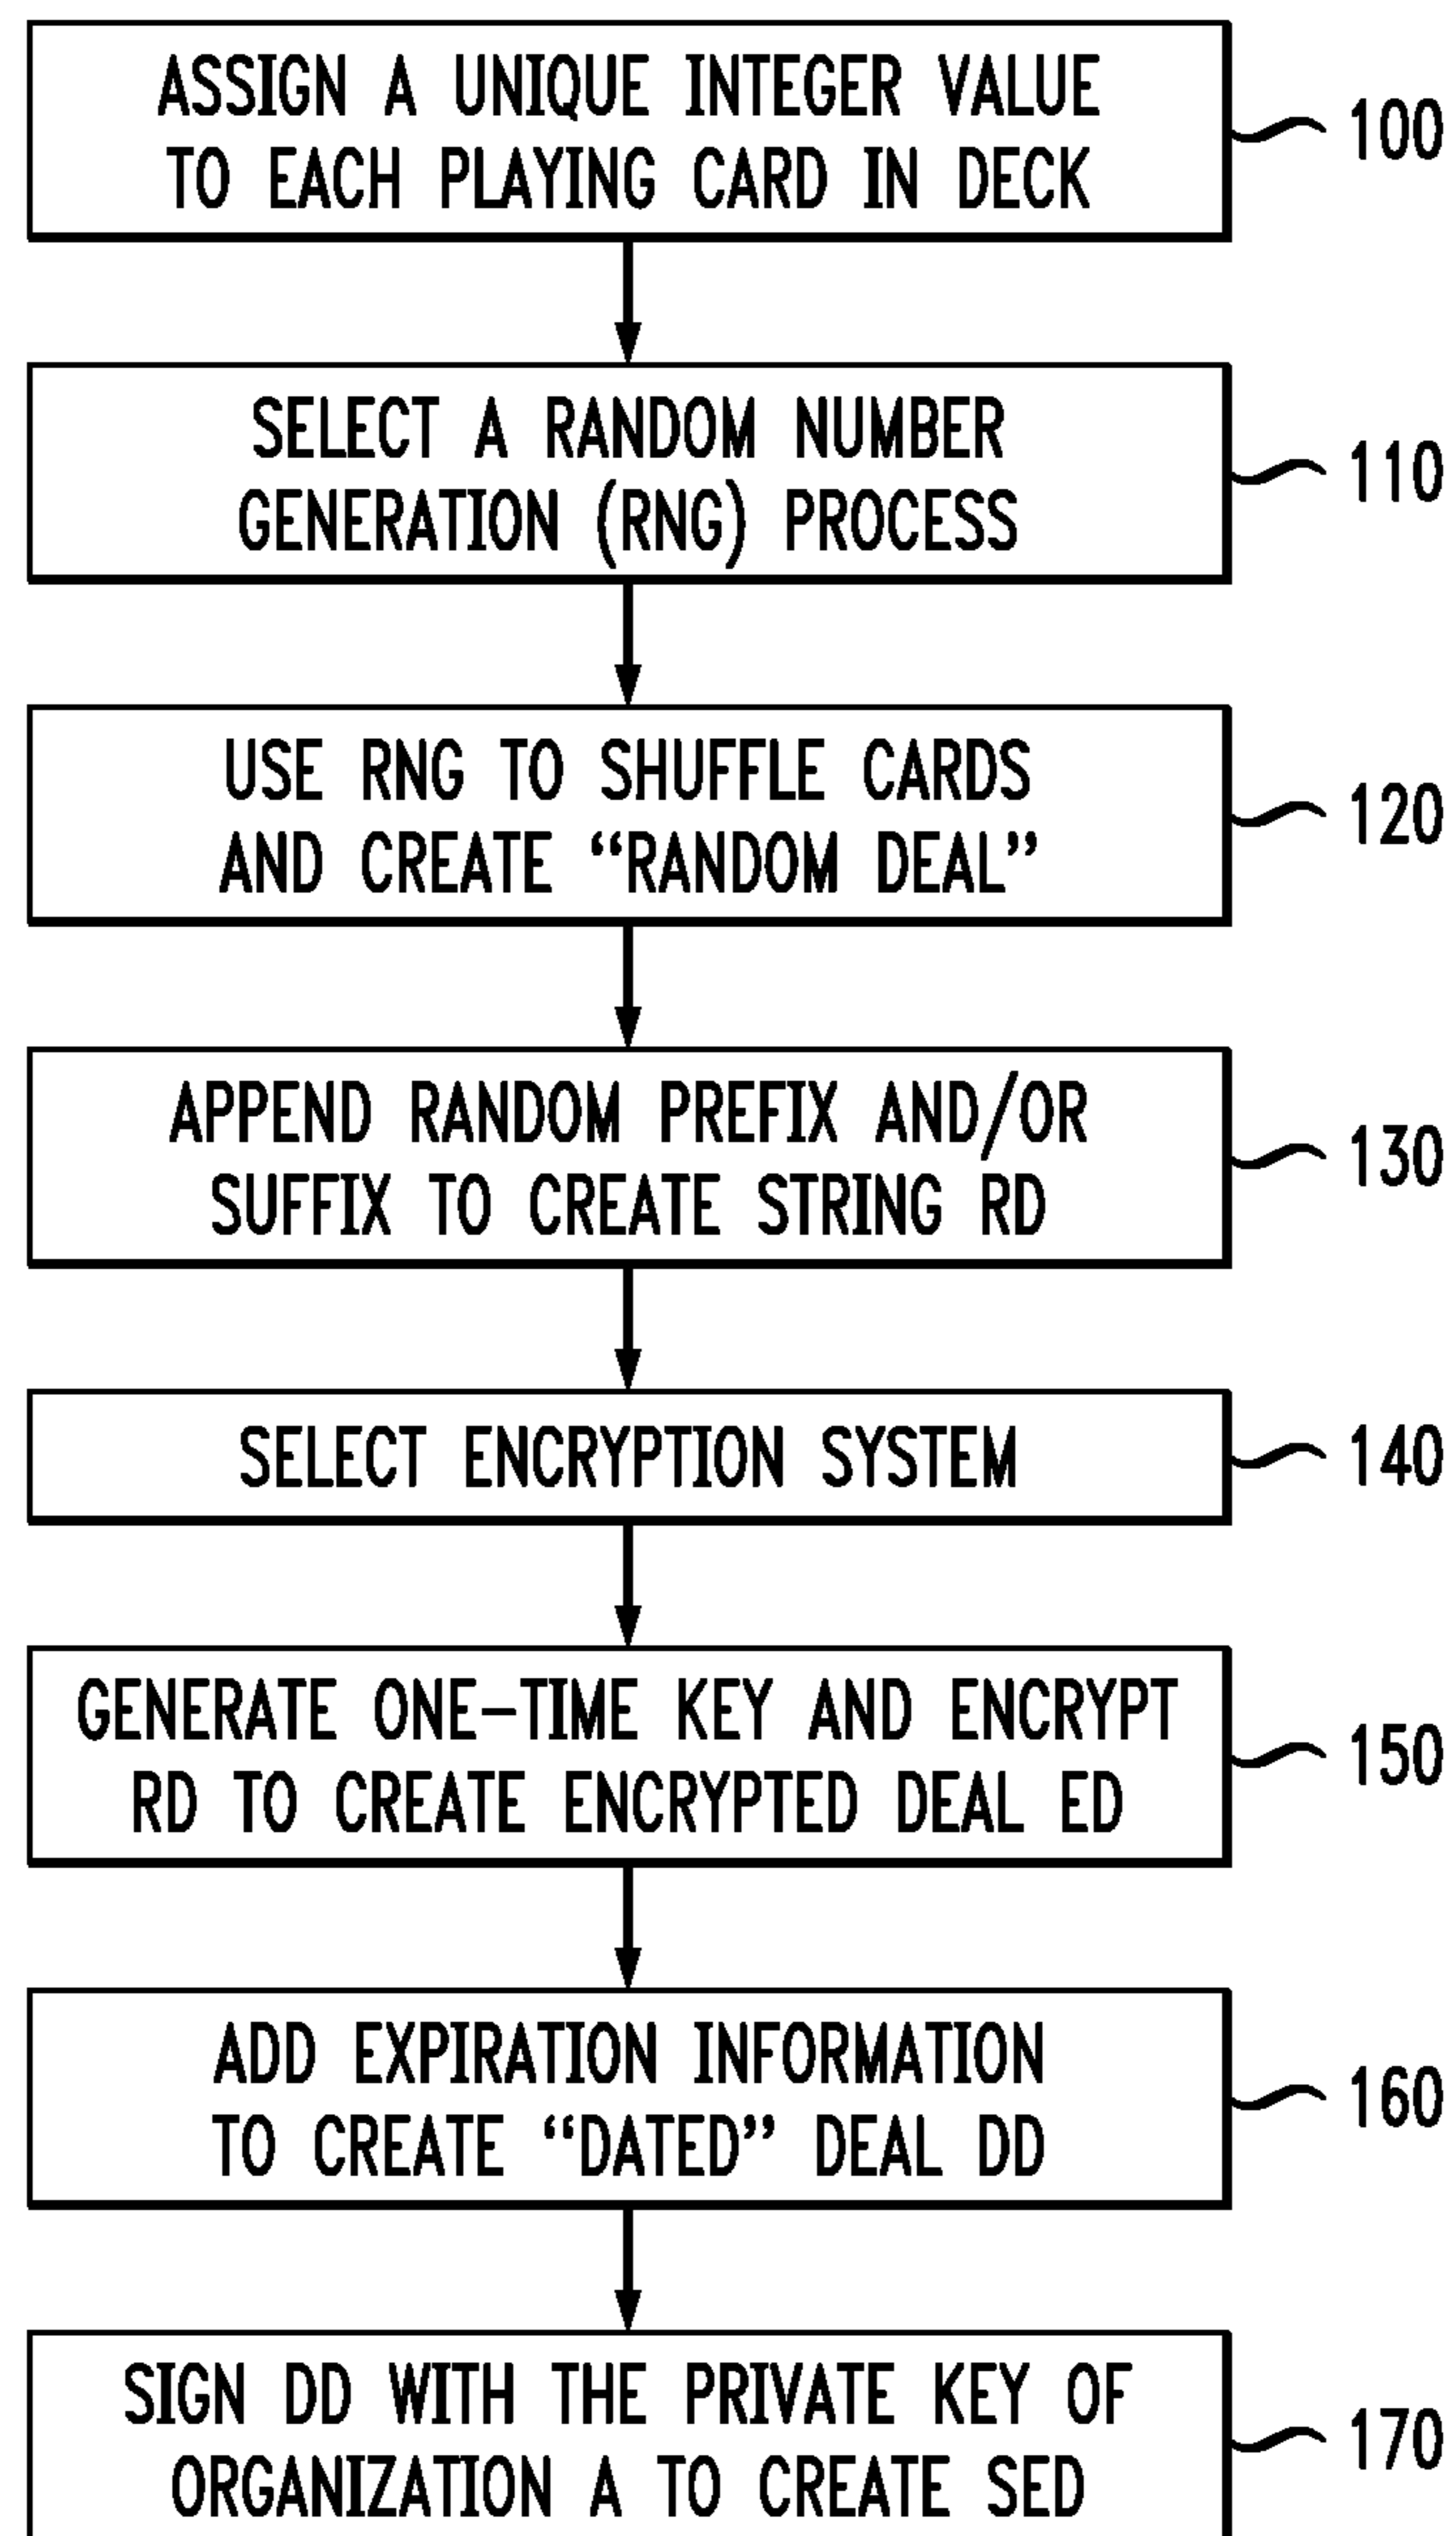 ASSIGN A UNIQUE INTEGER VALUE
TO EACH PLAYING CARD IN DECK
100
SELECT A RANDOM NUMBER
GENERATION (RNG) PROCESS
110
USE RNG TO SHUFFLE CARDS
AND CREATE “RANDOM DEAL”
120
APPEND RANDOM PREFIX AND/OR
SUFFIX TO CREATE STRING RD
130
SELECT ENCRYPTION SYSTEM
140
GENERATE ONE-TIME KEY AND ENCRYPT
RD TO CREATE ENCRYPTED DEAL ED
150
ADD EXPIRATION INFORMATION
TO CREATE “DATED” DEAL DD
160
SIGN DD WITH THE PRIVATE KEY OF
ORGANIZATION A TO CREATE SED
170